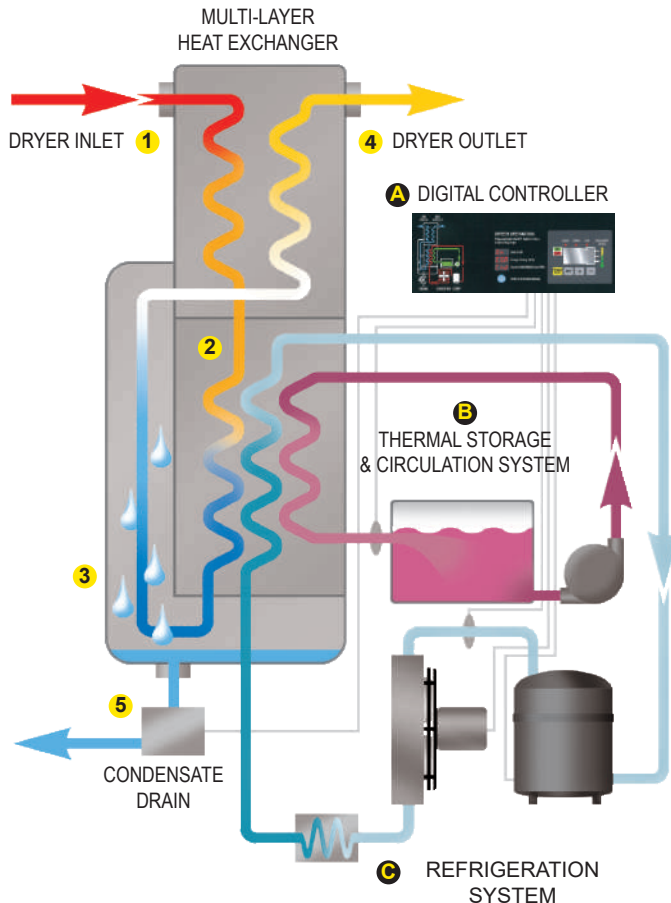 MULTI-LAYER
HEAT EXCHANGER
DRYER INLET 1
4 DRYER OUTLET
A DIGITAL CONTROLLER
2
B
THERMAL STORAGE
& CIRCULATION SYSTEM
3
5
CONDENSATE
DRAIN
C REFRIGERATION
SYSTEM